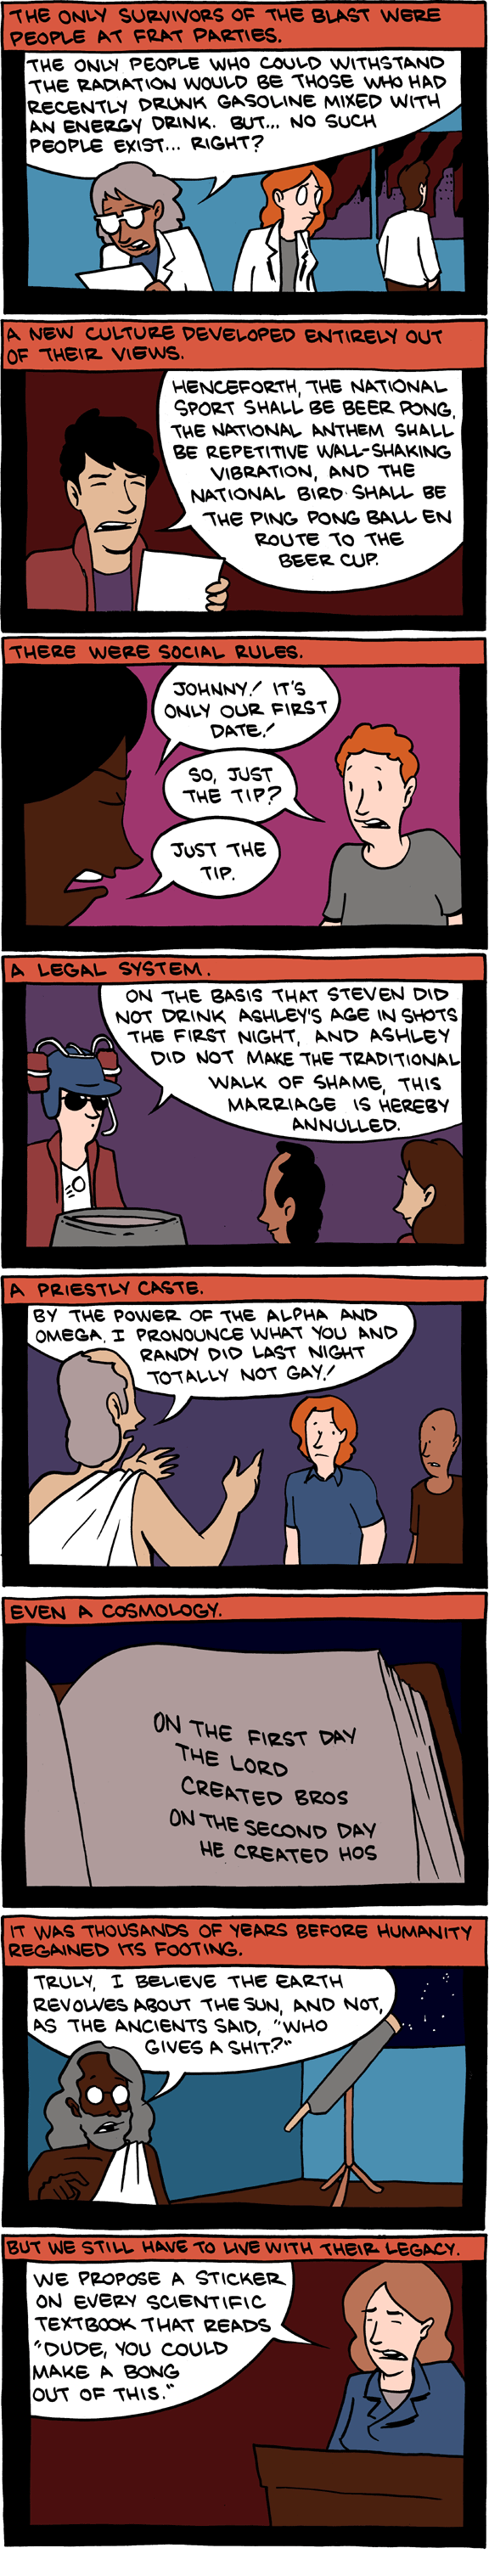 THE ONLY SURVIVORS OF THE BLAST WERE
PEOPLE AT FRAT PARTIES.
THE ONLY PEOPLE WHO COULD WITHSTAND
THE RADIATION WOULD BE THOSE WHO HAD
RECENTLY DRUNK GASOLINE MIXED WITH
AN ENERGY DRINK. BUT... NO SUCH
PEOPLE EXIST... RIGHT?
A NEW CULTURE DEVELOPED ENTIRELY OUT
OF THEIR VIEWS.
HENCEFORTH, THE NATIONAL
SPORT SHALL BE BEER PONG,
THE NATIONAL ANTHEM SHALL
BE REPETITIVE WALL-SHAKING
VIBRATION, AND THE
NATIONAL BIRD SHALL BE
THE PING PONG BALL EN
ROUTE TO THE
BEER CUP.
THERE WERE SOCIAL RULES.
JOHNNY! IT'S
ONLY OUR FIRST
DATE!
SO, JUST
THE TIP?
JUST THE
TIP.
A LEGAL SYSTEM.
ON THE BASIS THAT STEVEN DID
NOT DRINK ASHLEY'S AGE IN SHOTS
THE FIRST NIGHT, AND ASHLEY
DID NOT MAKE THE TRADITIONAL
WALK OF SHAME, THIS
MARRIAGE IS HEREBY
ANNULLED.
A PRIESTLY CASTE.
BY THE POWER OF THE ALPHA AND
OMEGA, I PRONOUNCE WHAT YOU AND
RANDY DID LAST NIGHT
TOTALLY NOT GAY!
EVEN A COSMOLOGY.
ON THE FIRST DAY
THE LORD
CREATED BROS
ON THE SECOND DAY
HE CREATED HOS
IT WAS THOUSANDS OF YEARS BEFORE HUMANITY
REGAINED ITS FOOTING.
TRULY, I BELIEVE THE EARTH
REVOLVES ABOUT THE SUN, AND NOT,
AS THE ANCIENTS SAID, "WHO
GIVES A SHIT?"
BUT WE STILL HAVE TO LIVE WITH THEIR LEGACY.
WE PROPOSE A STICKER
ON EVERY SCIENTIFIC
TEXTBOOK THAT READS
"DUDE, YOU COULD
MAKE A BONG
OUT OF THIS."